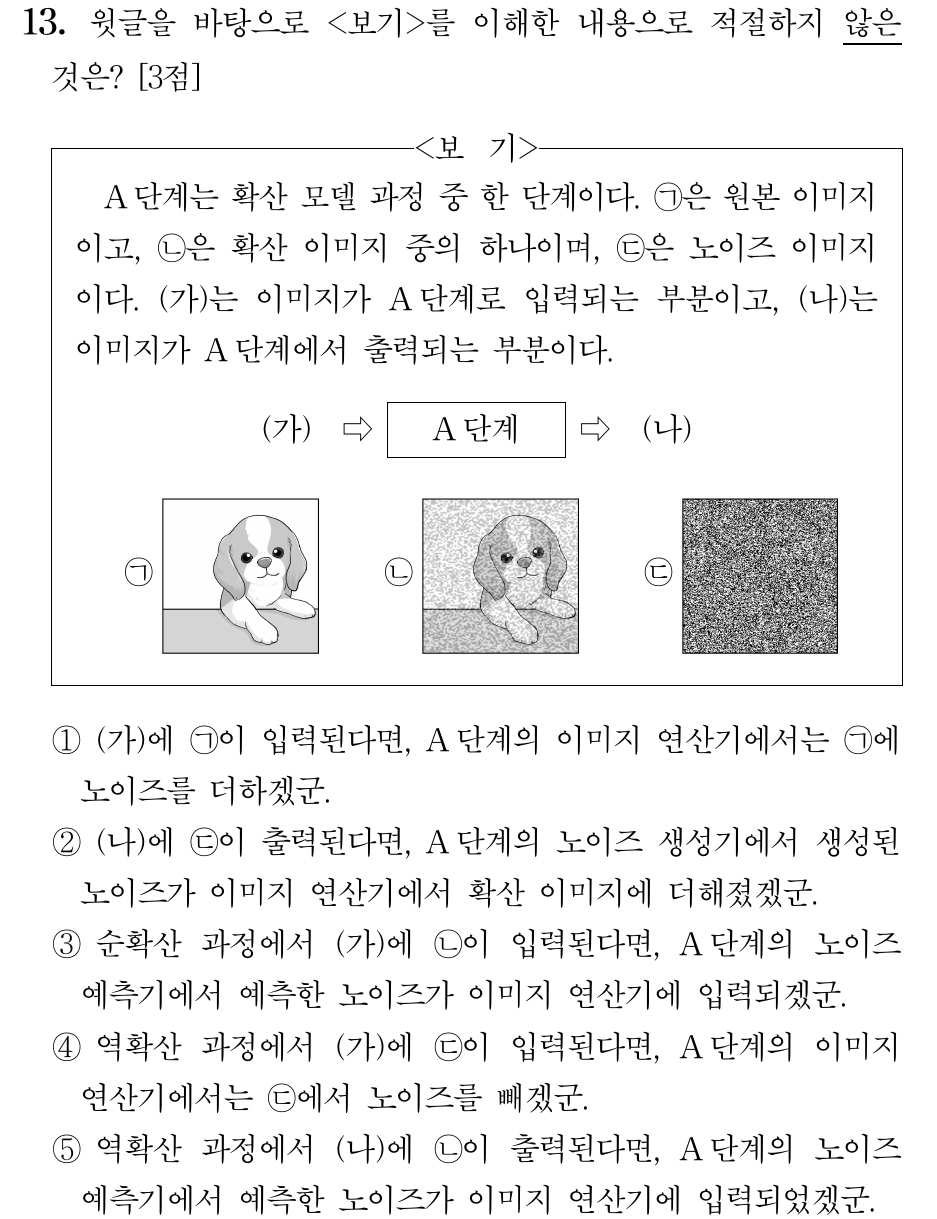 13. 윗글을 바탕으로 <보기>를 이해한 내용으로 적절하지 않은
것은? [3점]
<보 기>
A 단계는 확산 모델 과정 중 한 단계이다. ㉠은 원본 이미지
이고, ㉡은 확산 이미지 중의 하나이며, ㉢은 노이즈 이미지
이다. (가)는 이미지가 A 단계로 입력되는 부분이고, (나)는
이미지가 A 단계에서 출력되는 부분이다.
(가) ⇨ A 단계 ⇨ (나)
㉠ ㉡ ㉢
① (가)에 ㉠이 입력된다면, A 단계의 이미지 연산기에서는 ㉠에
노이즈를 더하겠군.
② (나)에 ㉢이 출력된다면, A 단계의 노이즈 생성기에서 생성된
노이즈가 이미지 연산기에서 확산 이미지에 더해졌겠군.
③ 순확산 과정에서 (가)에 ㉡이 입력된다면, A 단계의 노이즈
예측기에서 예측한 노이즈가 이미지 연산기에 입력되겠군.
④ 역확산 과정에서 (가)에 ㉢이 입력된다면, A 단계의 이미지
연산기에서는 ㉢에서 노이즈를 빼겠군.
⑤ 역확산 과정에서 (나)에 ㉡이 출력된다면, A 단계의 노이즈
예측기에서 예측한 노이즈가 이미지 연산기에 입력되었겠군.